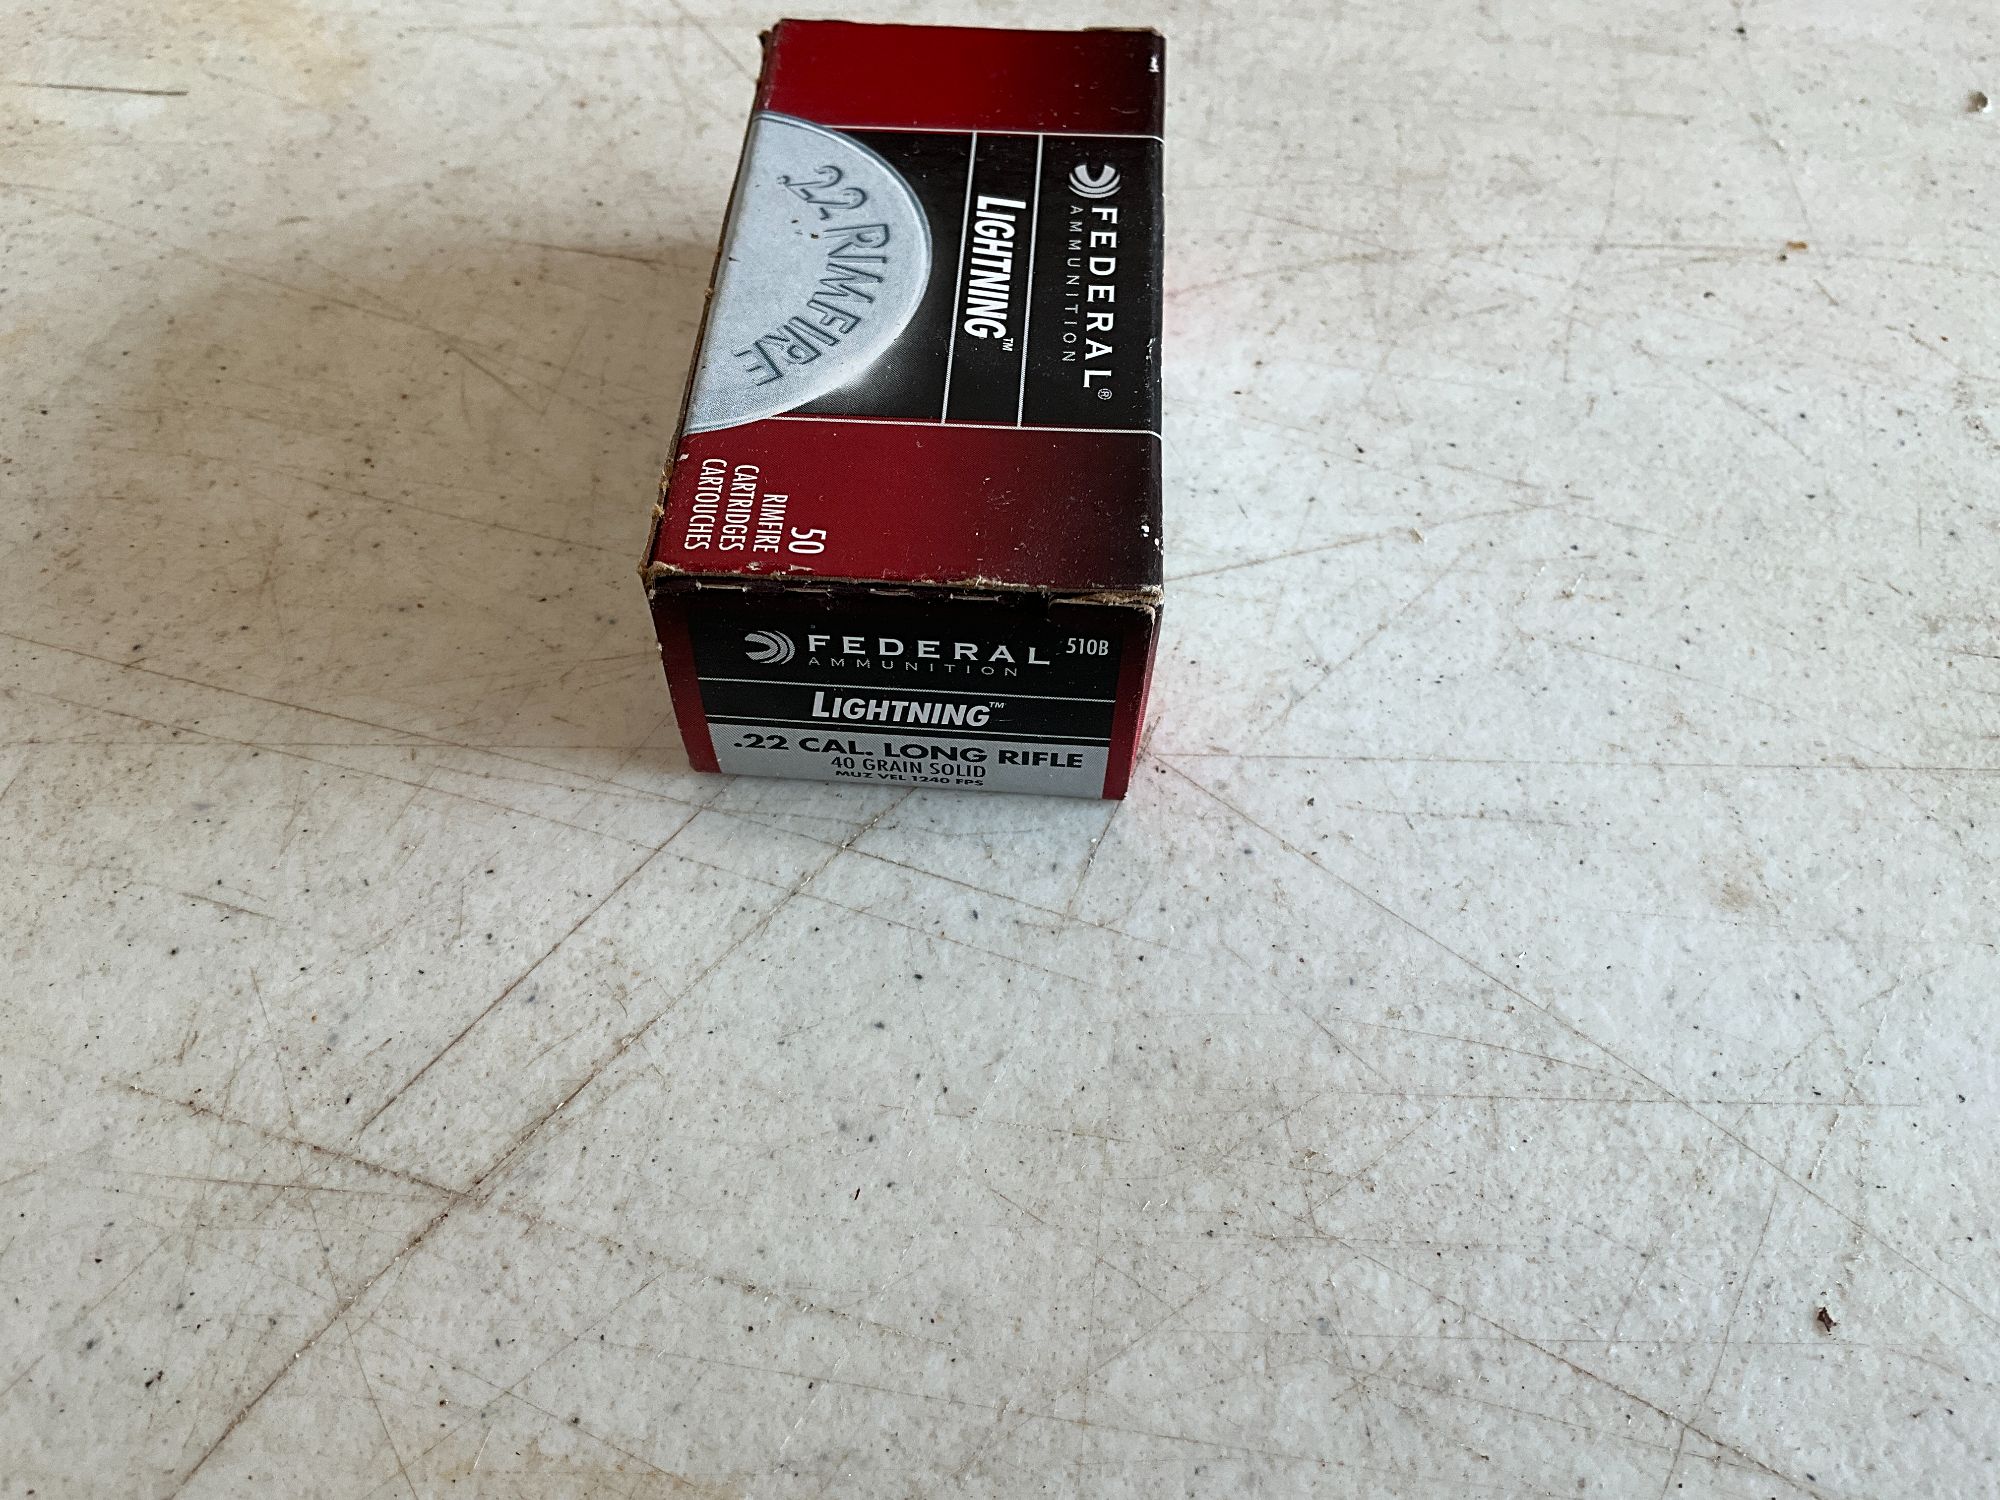 FEDERAL®
AMMUNITION
LIGHTNING™
.22 RIMFIRE
50
RIMFIRE
CARTRIDGES
CARTOUCHES
FEDERAL
AMMUNITION
510B
LIGHTNING™
.22 CAL. LONG RIFLE
40 GRAIN SOLID
MUZ VEL 1240 FPS